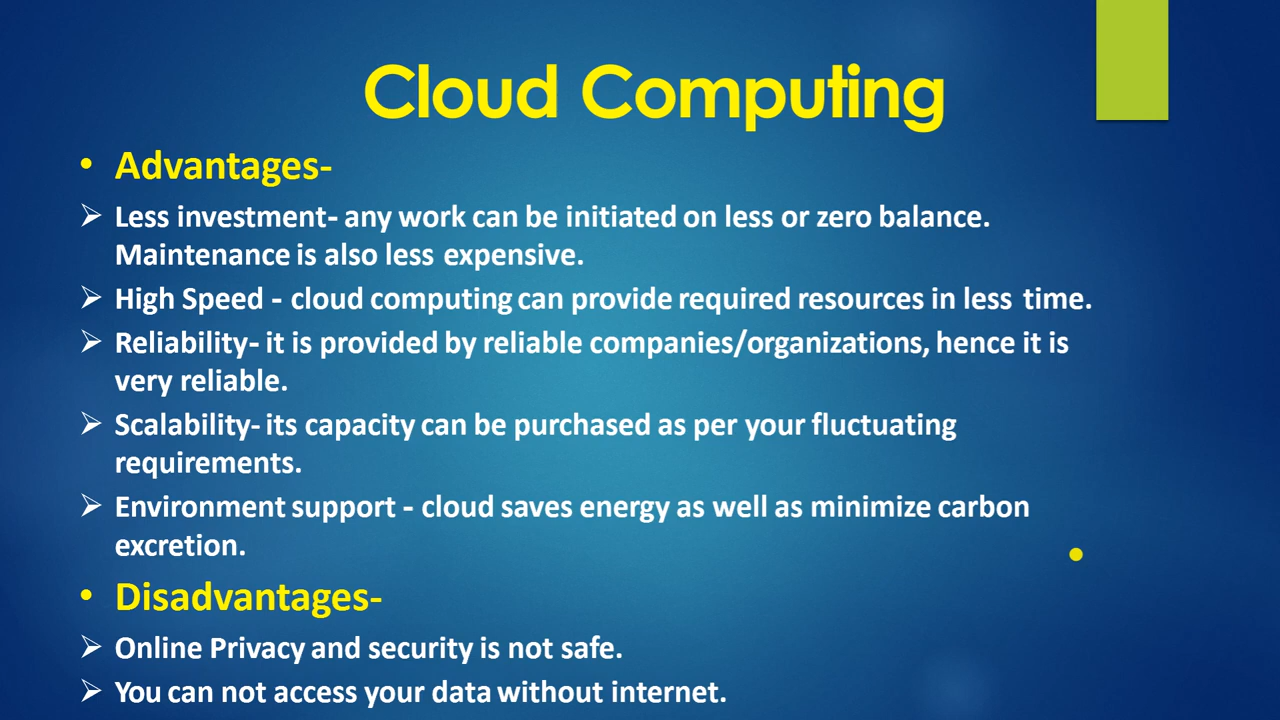 Cloud Computing
• Advantages-
➢ Less investment- any work can be initiated on less or zero balance.
Maintenance is also less expensive.
➢ High Speed - cloud computing can provide required resources in less time.
➢ Reliability- it is provided by reliable companies/organizations, hence it is
very reliable.
➢ Scalability- its capacity can be purchased as per your fluctuating
requirements.
➢ Environment support - cloud saves energy as well as minimize carbon
excretion.
• Disadvantages-
➢ Online Privacy and security is not safe.
➢ You can not access your data without internet.